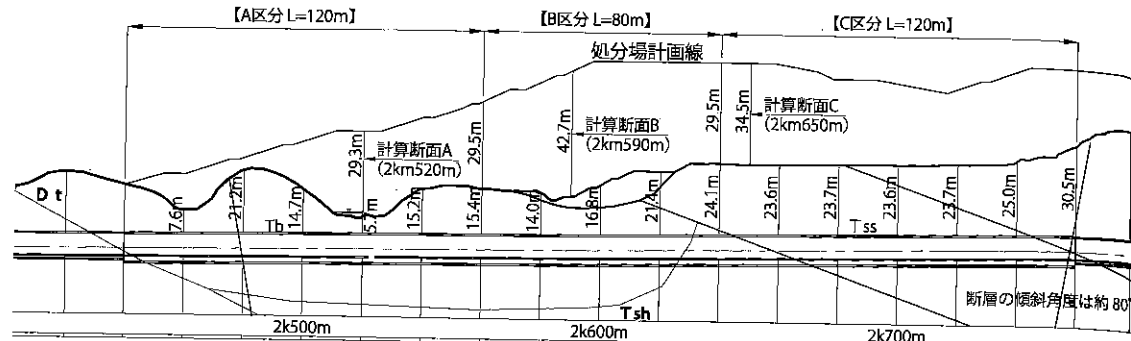 【A区分 L=120m】
【B区分 L=80m】
【C区分 L=120m】
処分場計画線
計算断面A
(2km520m)
計算断面B
(2km590m)
計算断面C
(2km650m)
29.3m
29.5m
42.7m
29.5m
34.5m
D t
7.6m
21.2m
14.7m
5.7m
15.2m
15.4m
14.0m
16.8m
21.4m
24.1m
23.6m
23.7m
23.6m
23.7m
25.0m
30.5m
Tb
Tss
Tsh
断層の傾斜角度は約 80°
2k500m
2k600m
2k700m